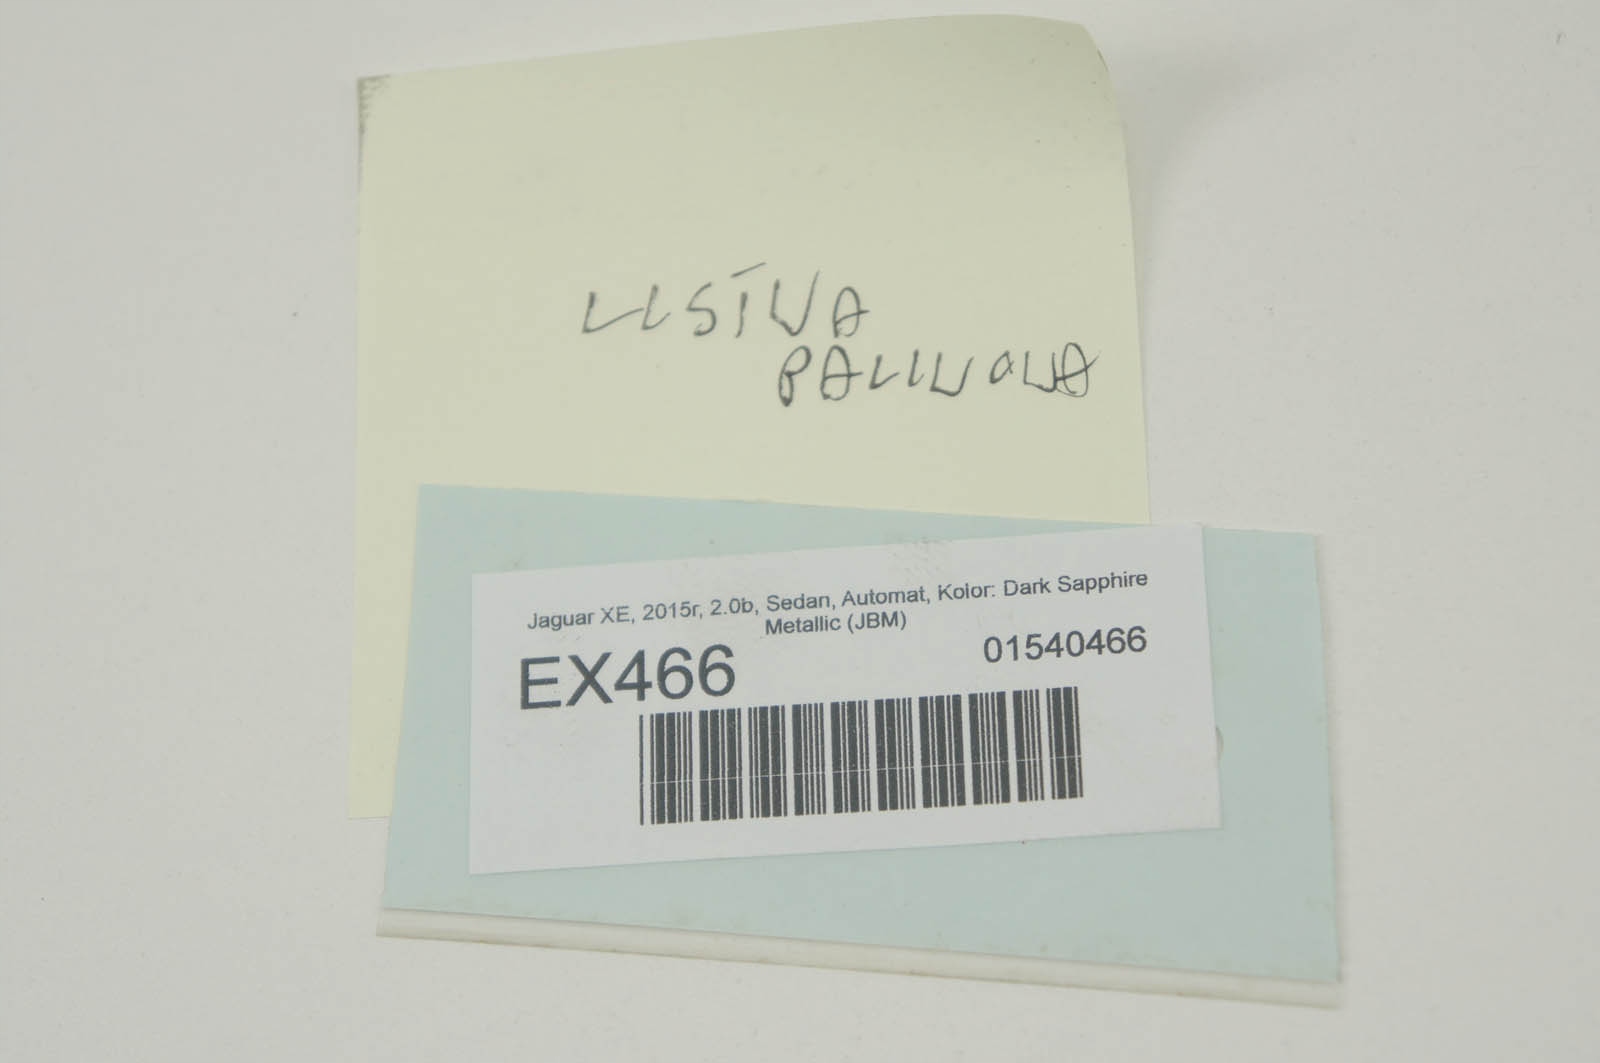 LISTWA
PALIWOWA
Jaguar XE, 2015r, 2.0b, Sedan, Automat, Kolor: Dark Sapphire
Metallic (JBM)
EX466
01540466